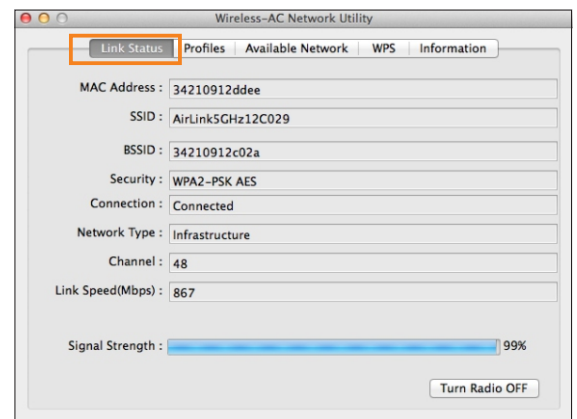 Wireless-AC Network Utility
Link Status Profiles Available Network WPS Information
MAC Address : 34210912ddee
SSID : AirLink5GHz12C029
BSSID : 34210912c02a
Security : WPA2-PSK AES
Connection : Connected
Network Type : Infrastructure
Channel : 48
Link Speed(Mbps) : 867
Signal Strength : 99%
Turn Radio OFF